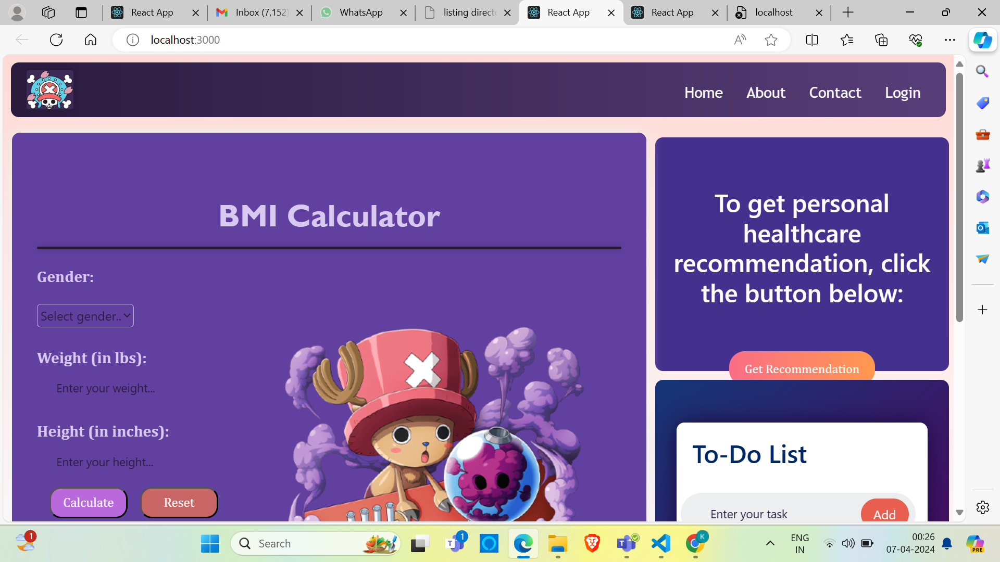 React App
Inbox (7,152)
WhatsApp
listing directo
React App
React App
localhost
localhost:3000
Home
About
Contact
Login
BMI Calculator
Gender:
Select gender..
Weight (in lbs):
Enter your weight...
Height (in inches):
Enter your height...
Calculate
Reset
To get personal
healthcare
recommendation, click
the button below:
Get Recommendation
To-Do List
Enter your task
Add
1
Search
1
K
ENG
IN
00:26
07-04-2024
PRE